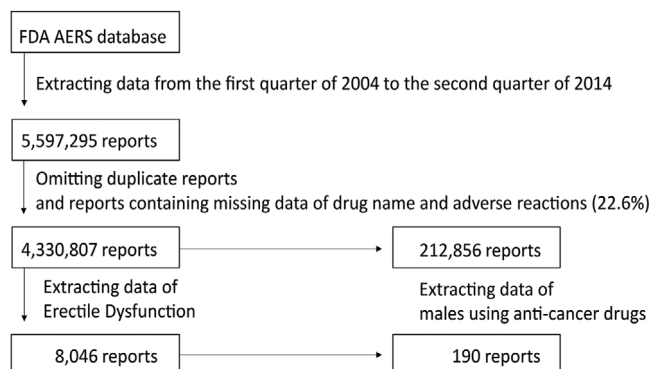 FDA AERS database
Extracting data from the first quarter of 2004 to the second quarter of 2014
5,597,295 reports
Omitting duplicate reports
and reports containing missing data of drug name and adverse reactions (22.6%)
4,330,807 reports
212,856 reports
Extracting data of
Erectile Dysfunction
Extracting data of
males using anti-cancer drugs
8,046 reports
190 reports